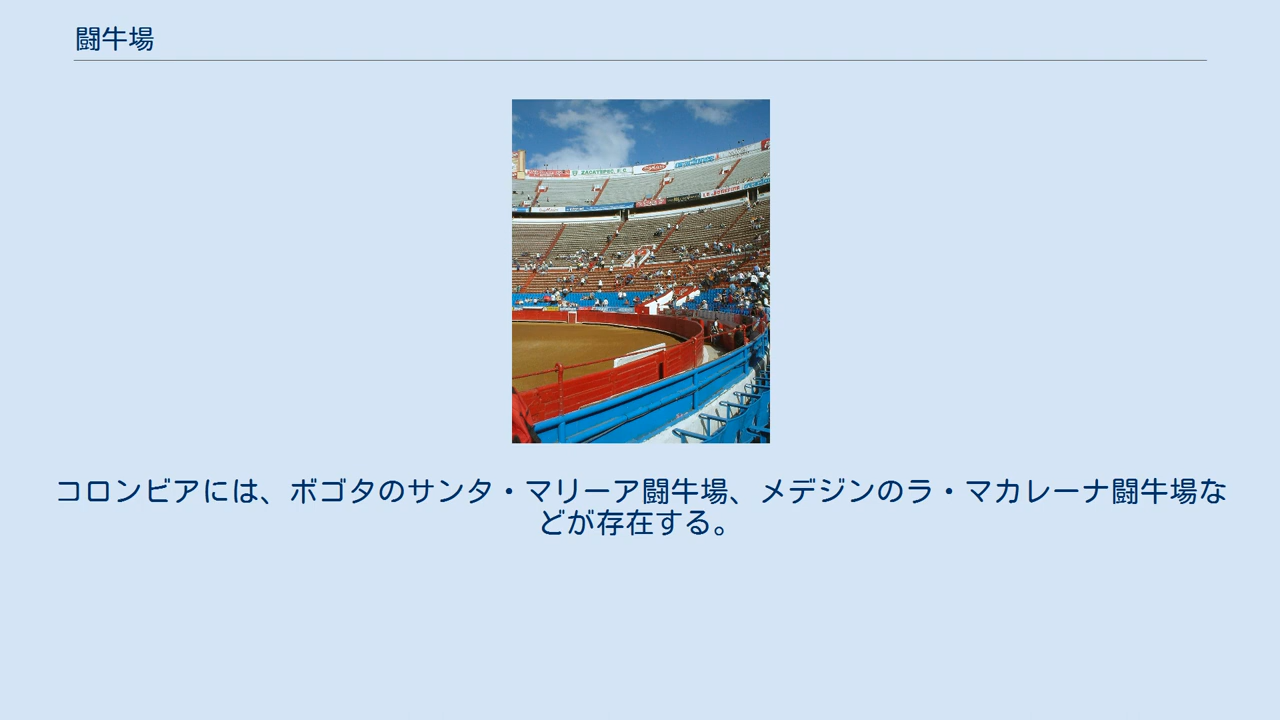 闘牛場
ZACATEPEC, F.C.
コロンビアには、ボゴタのサンタ・マリーア闘牛場、メデジンのラ・マカレーナ闘牛場な
どが存在する。